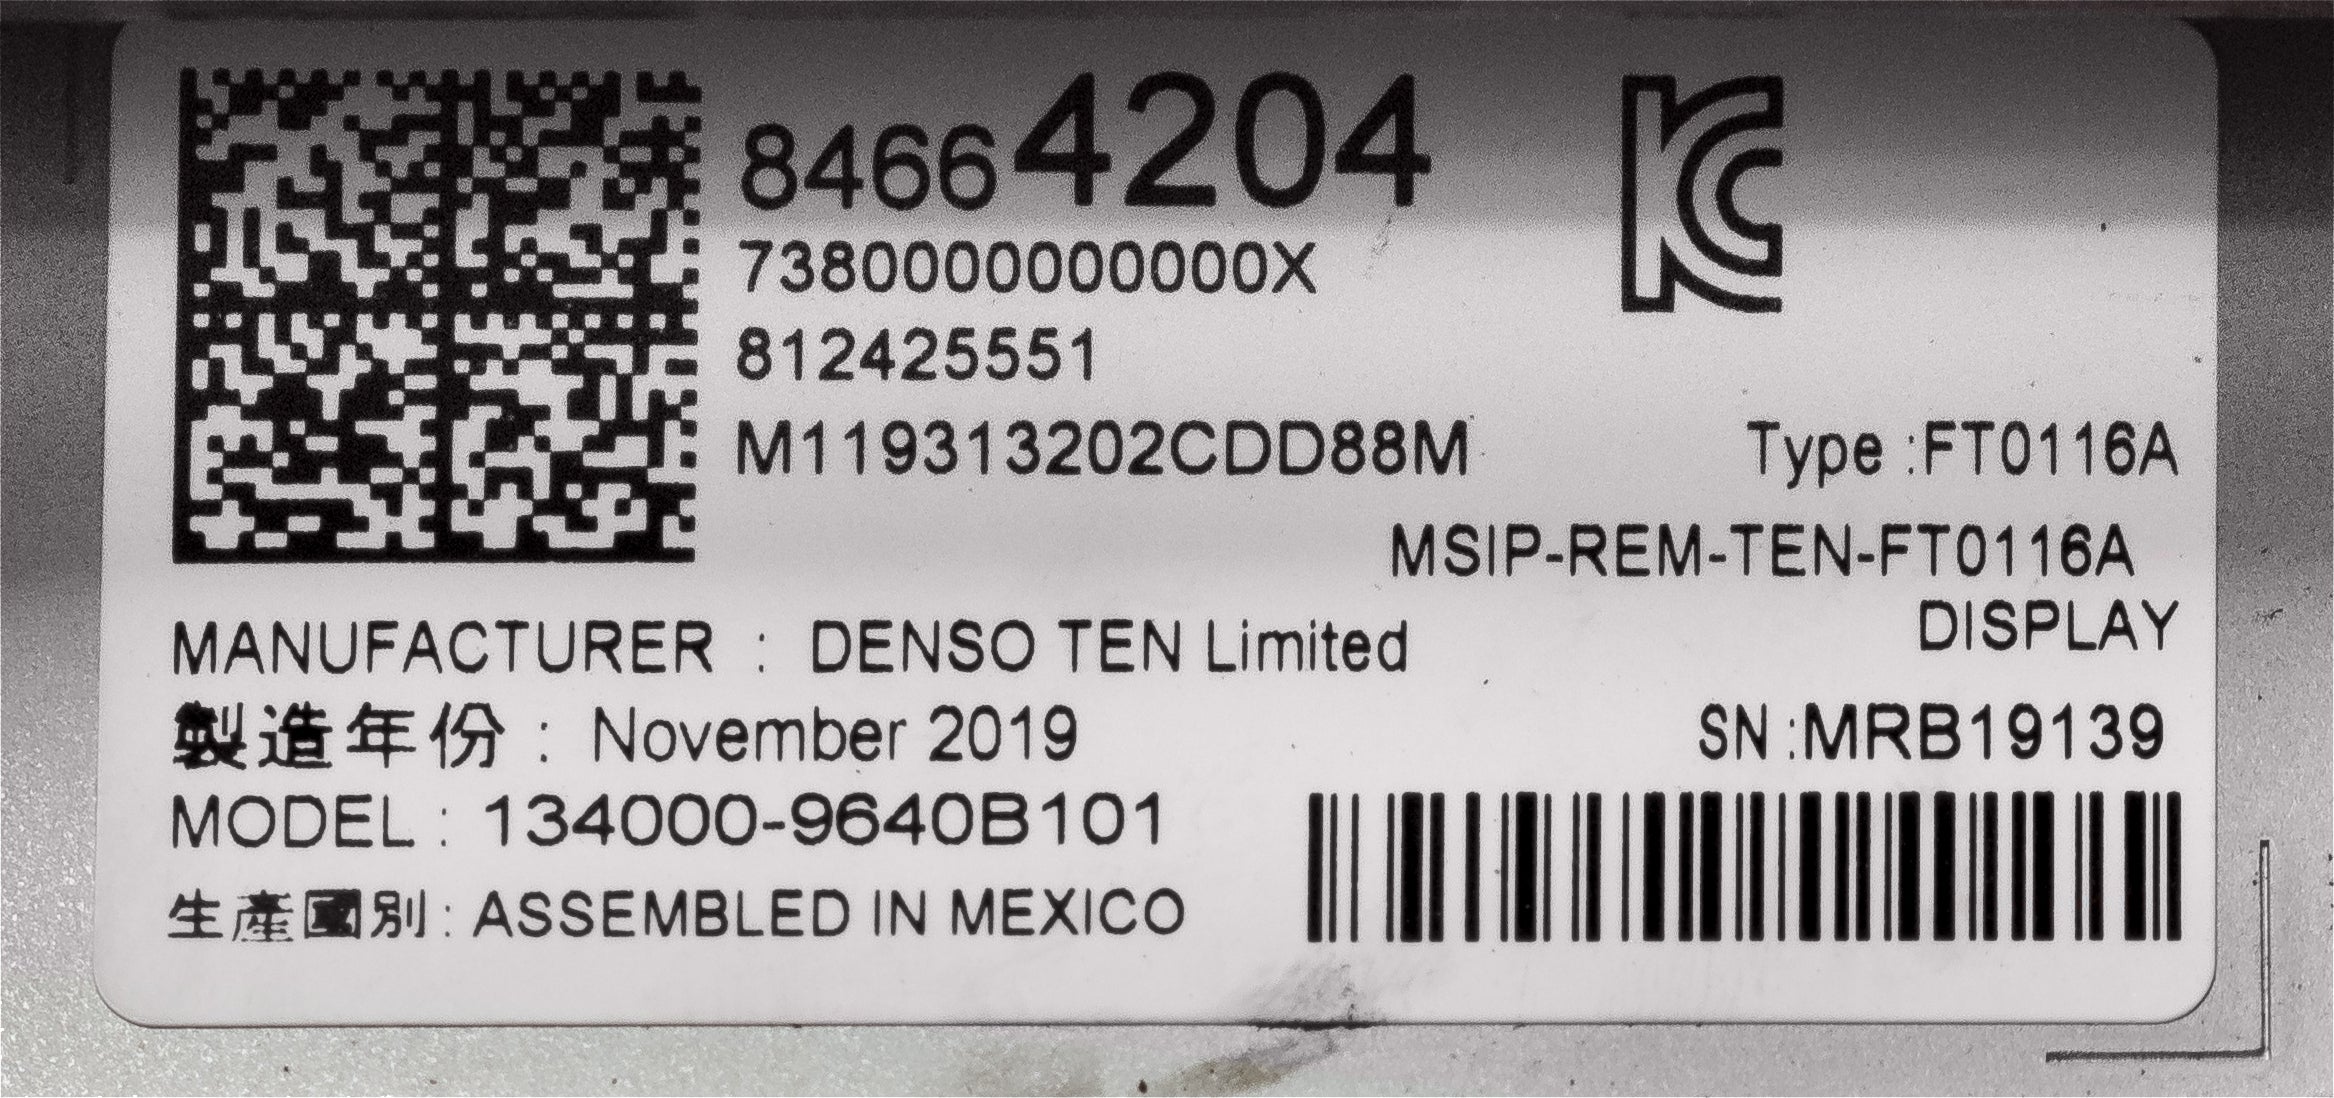 84664204
7380000000000X
812425551
M119313202CDD88M
Type :FT0116A
MSIP-REM-TEN-FT0116A
DISPLAY
MANUFACTURER : DENSO TEN Limited
製造年份 : November 2019
SN :MRB19139
MODEL : 134000-9640B101
生產國別 : ASSEMBLED IN MEXICO